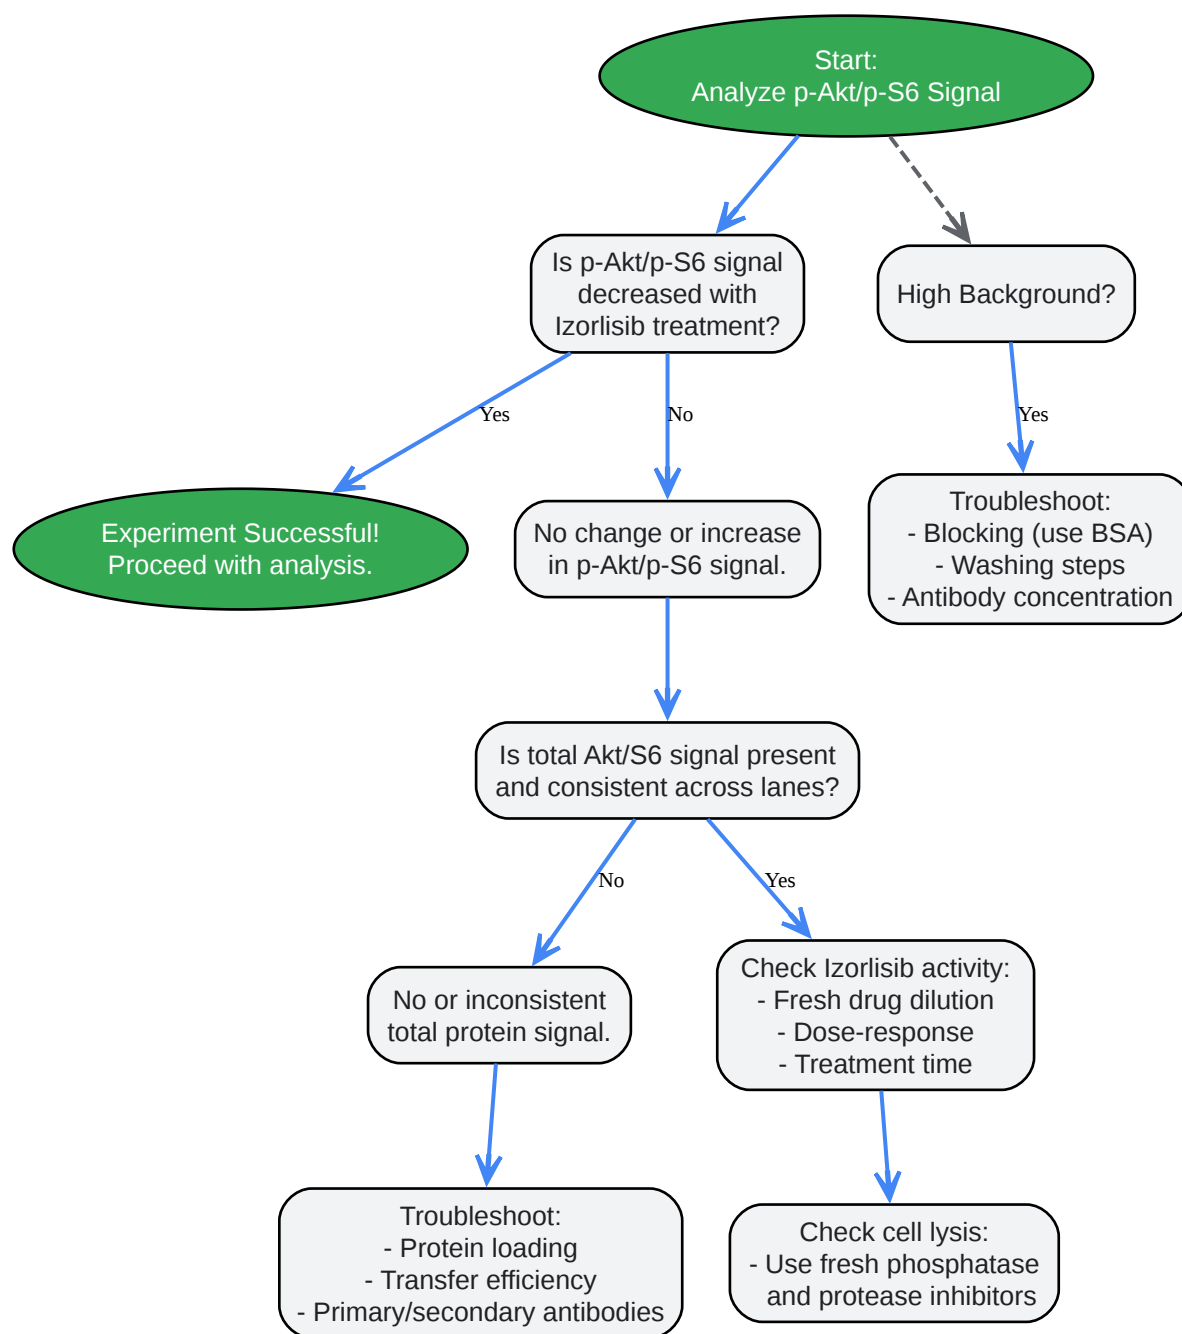 Start:
Analyze p-Akt/p-S6 Signal
Is p-Akt/p-S6 signal
decreased with
Izorlisib treatment?
High Background?
Yes
No
Yes
Experiment Successful!
Proceed with analysis.
No change or increase
in p-Akt/p-S6 signal.
Troubleshoot:
- Blocking (use BSA)
- Washing steps
- Antibody concentration
Is total Akt/S6 signal present
and consistent across lanes?
No
Yes
No or inconsistent
total protein signal.
Check Izorlisib activity:
- Fresh drug dilution
- Dose-response
- Treatment time
Troubleshoot:
- Protein loading
- Transfer efficiency
- Primary/secondary antibodies
Check cell lysis:
- Use fresh phosphatase
and protease inhibitors